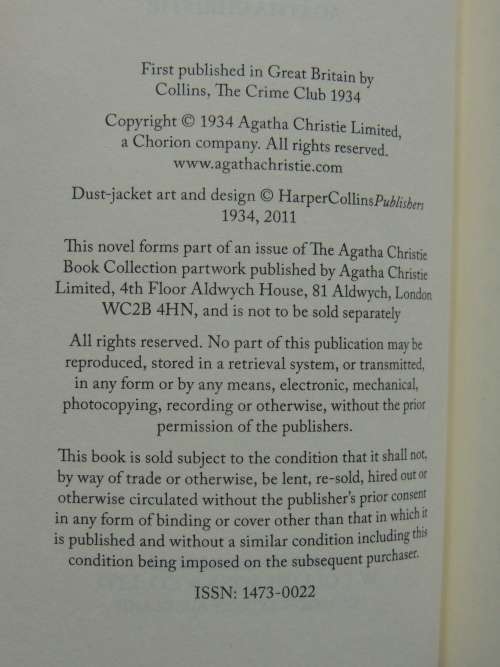 First published in Great Britain by
Collins, The Crime Club 1934
Copyright © 1934 Agatha Christie Limited,
a Chorion company. All rights reserved.
www.agathachristie.com
Dust-jacket art and design © HarperCollinsPublishers
1934, 2011
This novel forms part of an issue of The Agatha Christie
Book Collection partwork published by Agatha Christie
Limited, 4th Floor Aldwych House, 81 Aldwych, London
WC2B 4HN, and is not to be sold separately
All rights reserved. No part of this publication may be
reproduced, stored in a retrieval system, or transmitted,
in any form or by any means, electronic, mechanical,
photocopying, recording or otherwise, without the prior
permission of the publishers.
This book is sold subject to the condition that it shall not,
by way of trade or otherwise, be lent, re-sold, hired out or
otherwise circulated without the publisher's prior consent
in any form of binding or cover other than that in which it
is published and without a similar condition including this
condition being imposed on the subsequent purchaser.
ISSN: 1473-0022